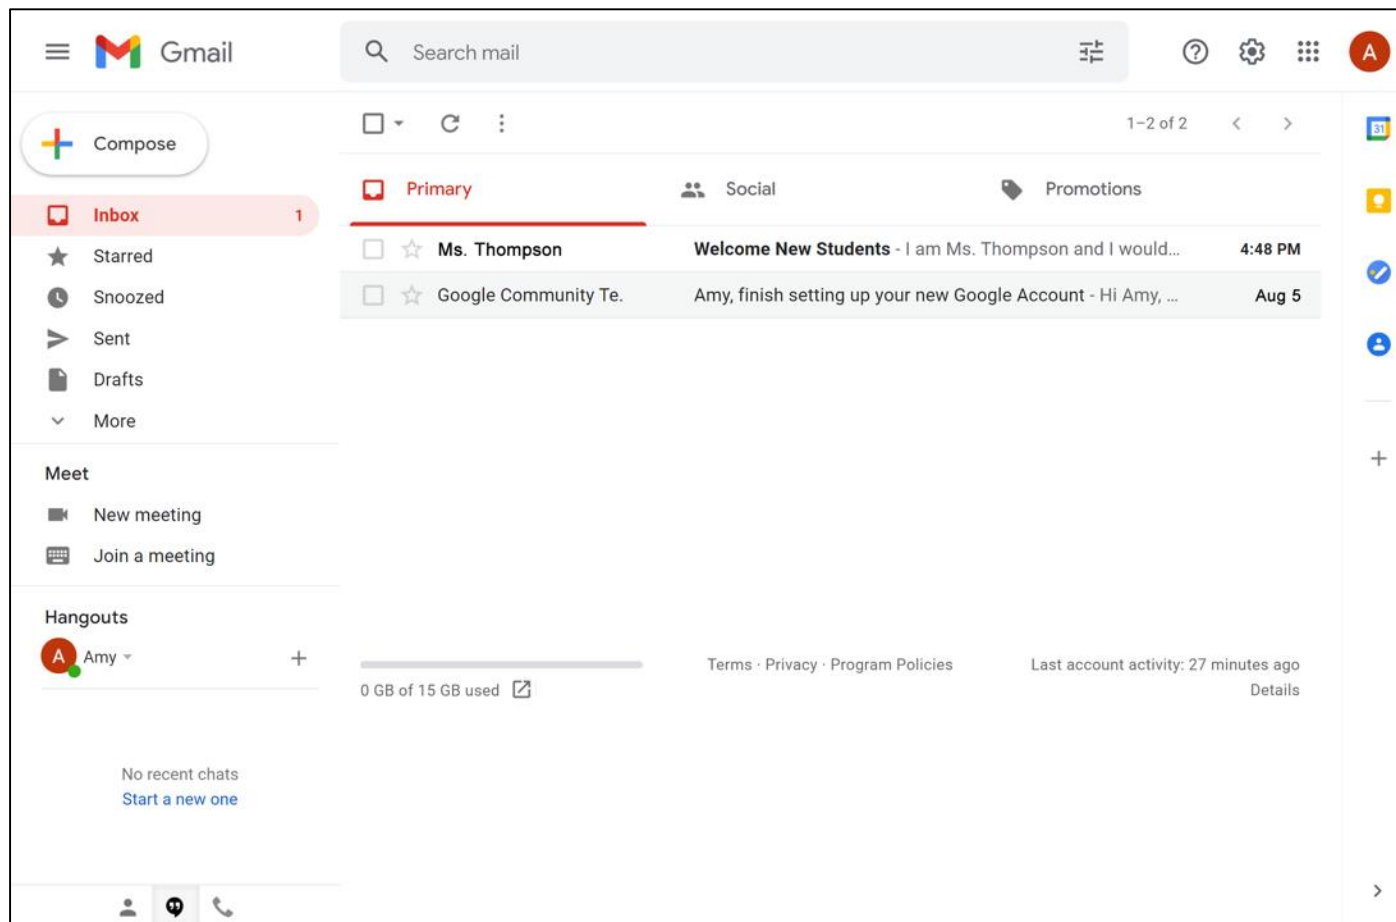 Gmail
Search mail
A
Compose
1–2 of 2
31
Primary
Social
Promotions
Inbox 1
Starred
Snoozed
Sent
Drafts
More
Ms. Thompson Welcome New Students - I am Ms. Thompson and I would... 4:48 PM
Google Community Te. Amy, finish setting up your new Google Account - Hi Amy, ... Aug 5
Meet
New meeting
Join a meeting
Hangouts
A Amy
No recent chats
Start a new one
0 GB of 15 GB used
Terms · Privacy · Program Policies
Last account activity: 27 minutes ago
Details